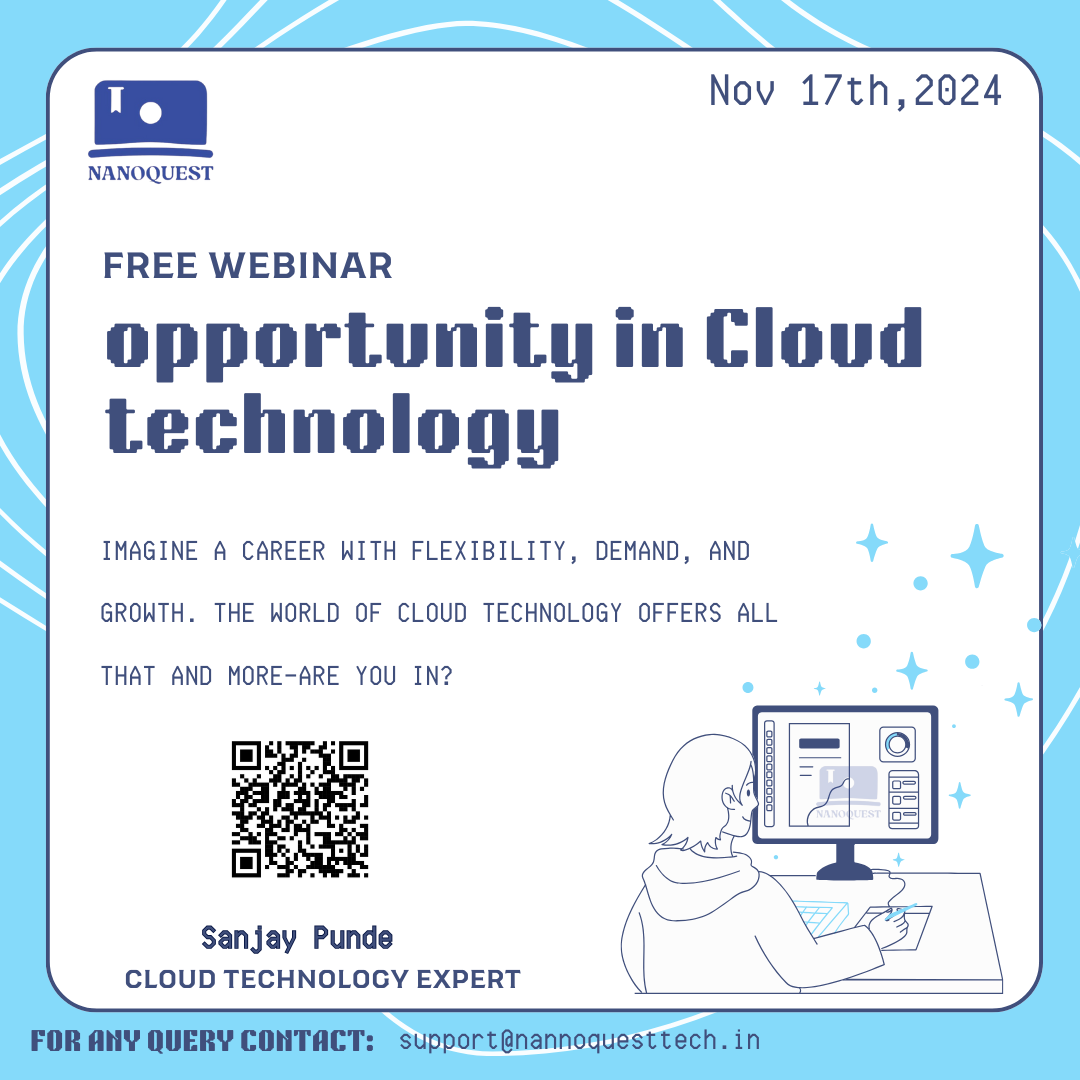 NANOQUEST
Nov 17th,2024
FREE WEBINAR
opportunity in Cloud
technology
IMAGINE A CAREER WITH FLEXIBILITY, DEMAND, AND
GROWTH. THE WORLD OF CLOUD TECHNOLOGY OFFERS ALL
THAT AND MORE-ARE YOU IN?
NANOQUEST
Sanjay Punde
CLOUD TECHNOLOGY EXPERT
FOR ANY QUERY CONTACT: support@nannoquesttech.in